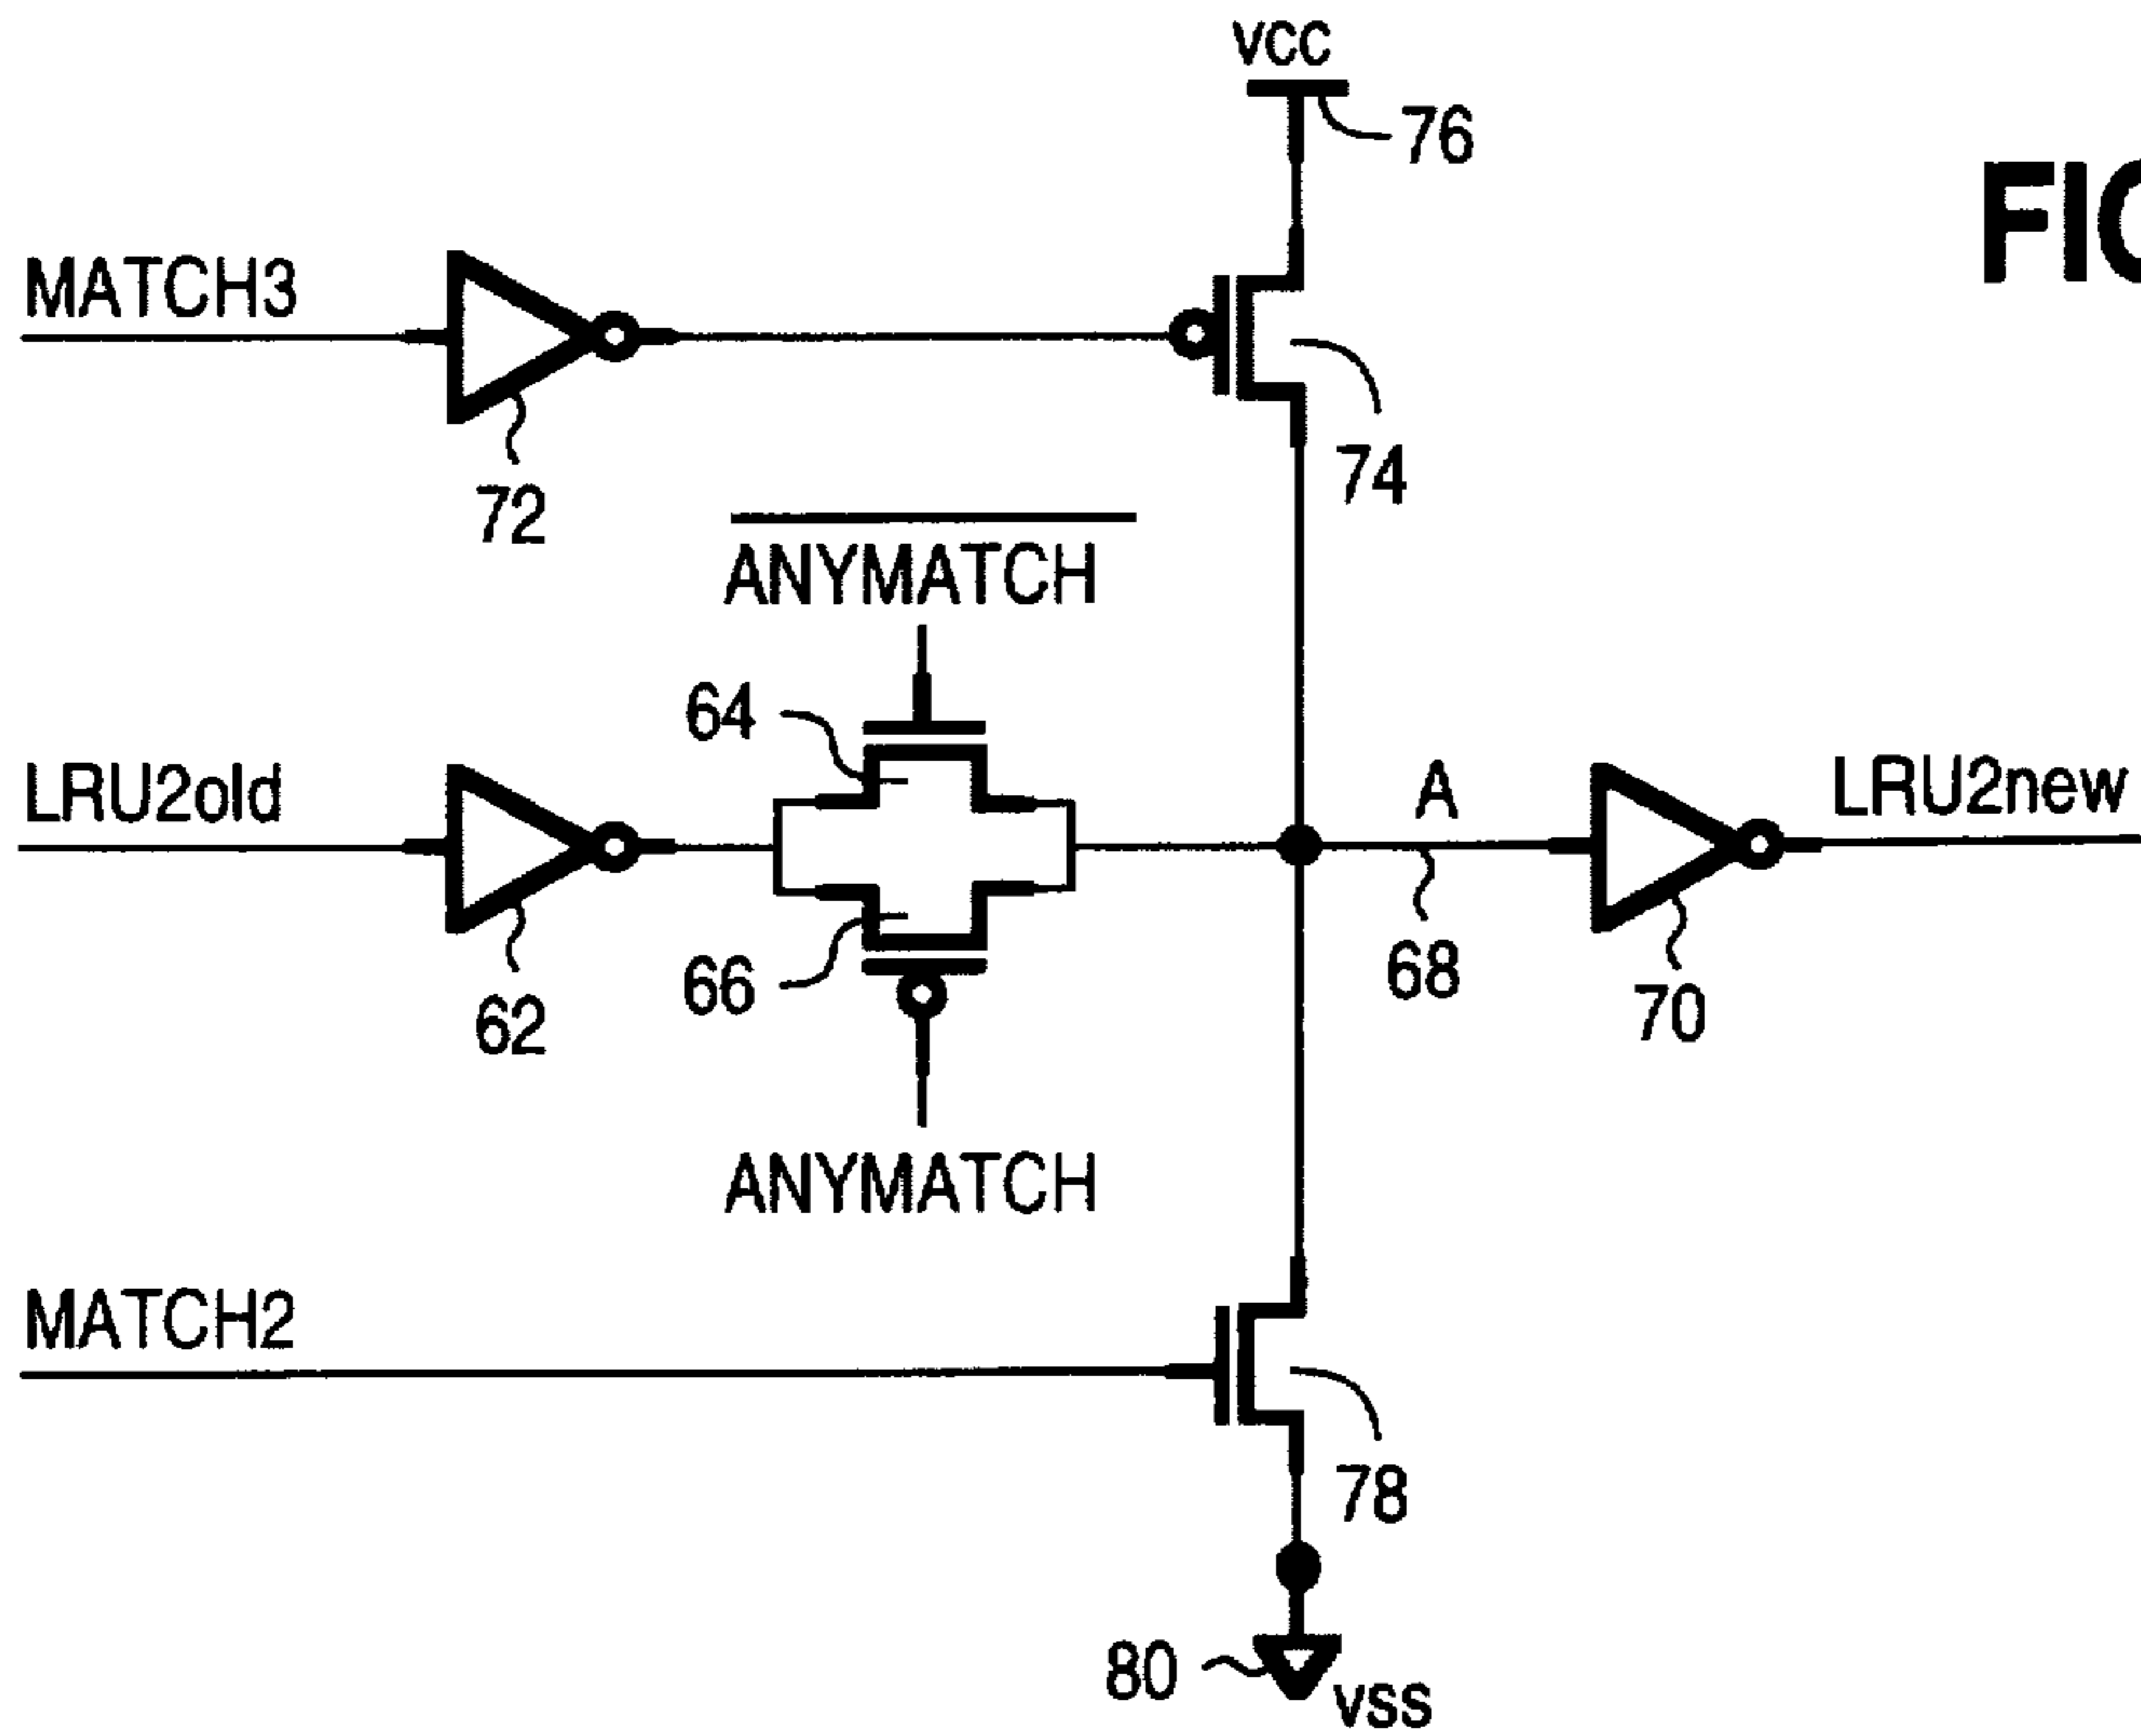 vcc
76
FIG
MATCH3
72
74
ANYMATCH
64
LRU2old
A
LRU2new
62
66
68
70
ANYMATCH
MATCH2
78
80
vss